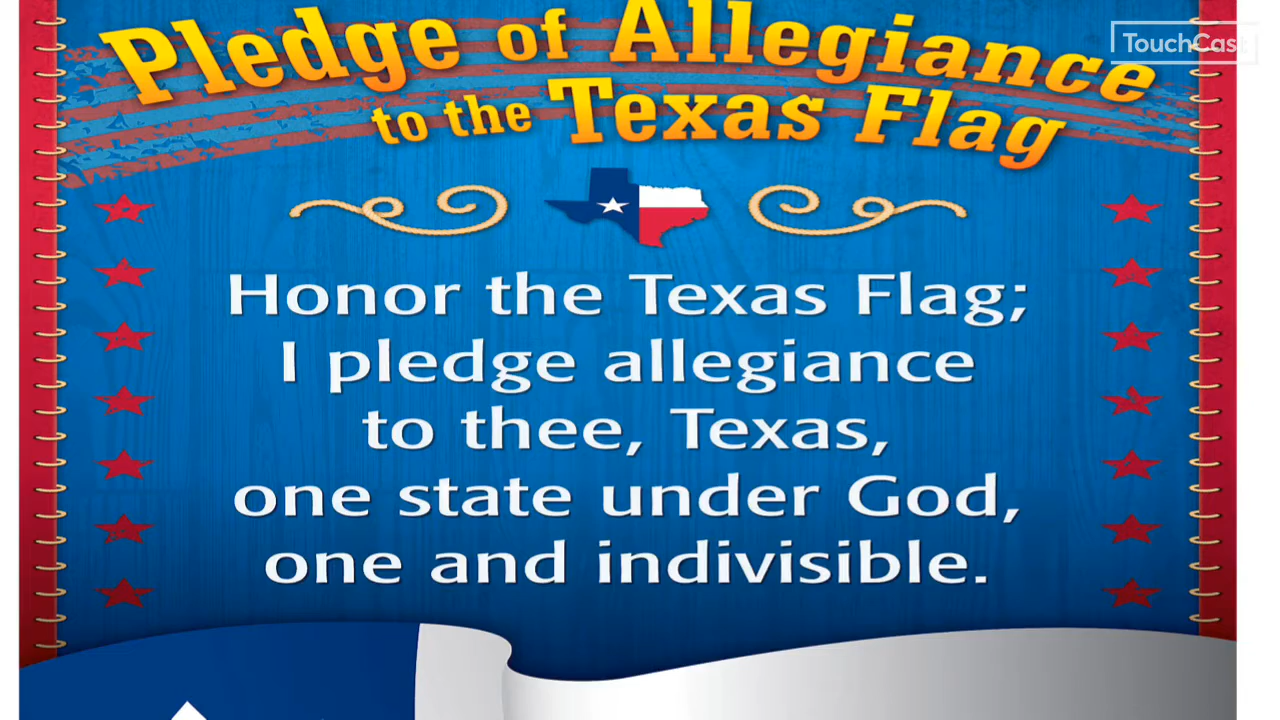 Pledge of Allegiance
to the Texas Flag
TouchCast
Honor the Texas Flag;
I pledge allegiance
to thee, Texas,
one state under God,
one and indivisible.